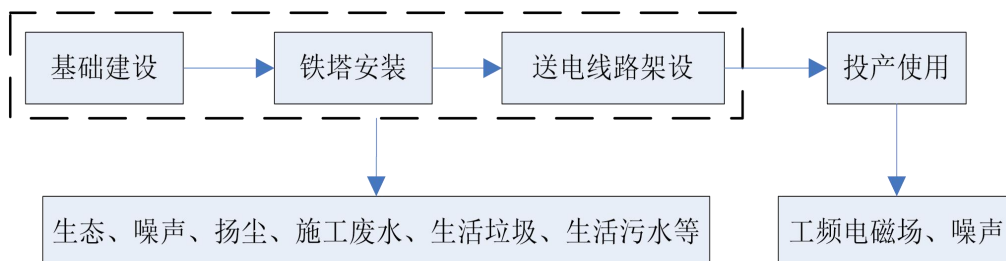 基础建设
铁塔安装
送电线路架设
投产使用
生态、噪声、扬尘、施工废水、生活垃圾、生活污水等
工频电磁场、噪声